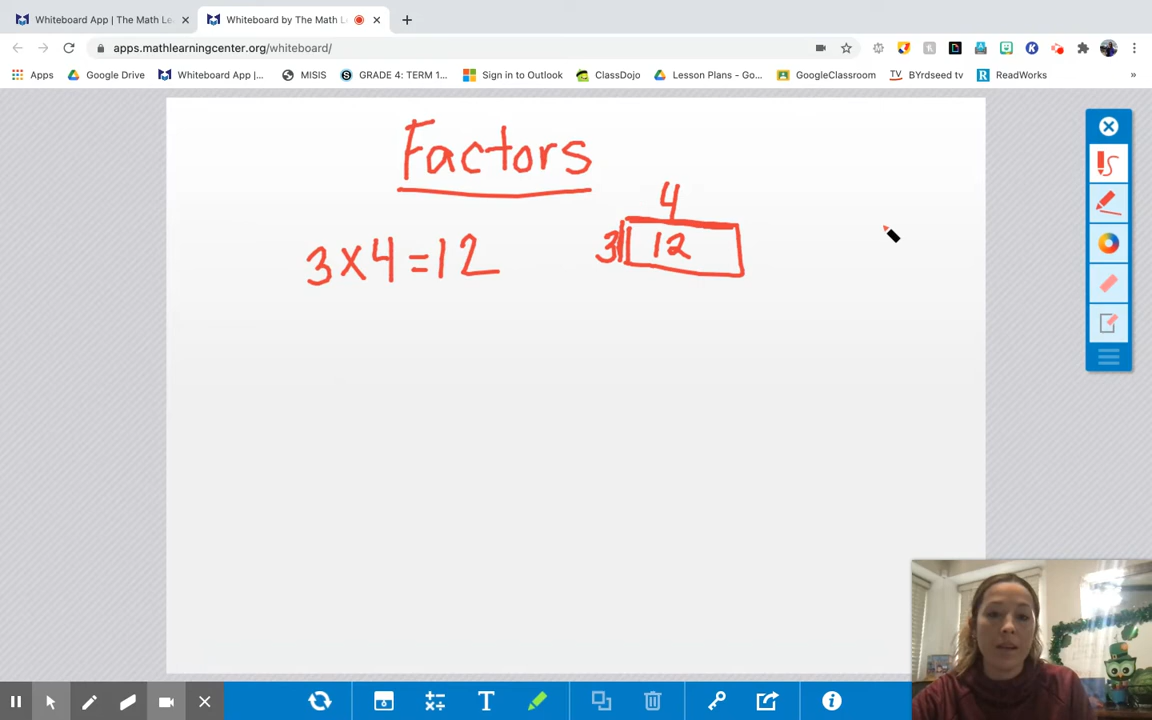 Whiteboard App | The Math Le
Whiteboard by The Math L
apps.mathlearningcenter.org/whiteboard/
Apps
Google Drive
Whiteboard App |...
MISIS
GRADE 4: TERM 1...
Sign in to Outlook
ClassDojo
Lesson Plans - Go...
GoogleClassroom
TV
BYrdseed tv
R
ReadWorks
»
Factors
4
3 x 4 = 12
3
12
T